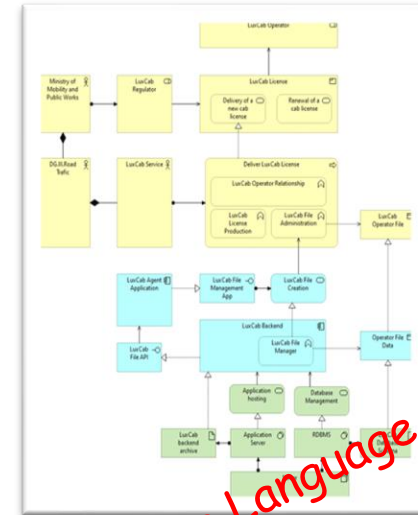 LuxCab Operator
Ministry of
Mobility and
Public Works
LuxCab
Regulator
LuxCab License
Delivery of a
new cab
license
Renewal of a
cab license
DG.III.Road
Trafic
LuxCab Service
Deliver LuxCab License
LuxCab Operator Relationship
LuxCab
License
Production
LuxCab File
Administration
LuxCab
Operator File
LuxCab Agent
Application
LuxCab File
Management
App
LuxCab File
Creation
LuxCab Backend
LuxCab File
Manager
Operator File
Data
LuxCab
File API
Application
hosting
Database
Management
LuxCab
backend
archive
Application
Server
RDBMS
Database
Language